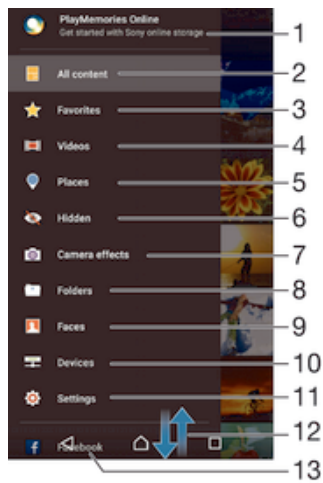 PlayMemories Online
Get started with Sony online storage
1
All content
2
Favorites
3
Videos
4
Places
5
Hidden
6
Camera effects
7
Folders
8
Faces
9
Devices
10
Settings
11
12
f Facebook
13